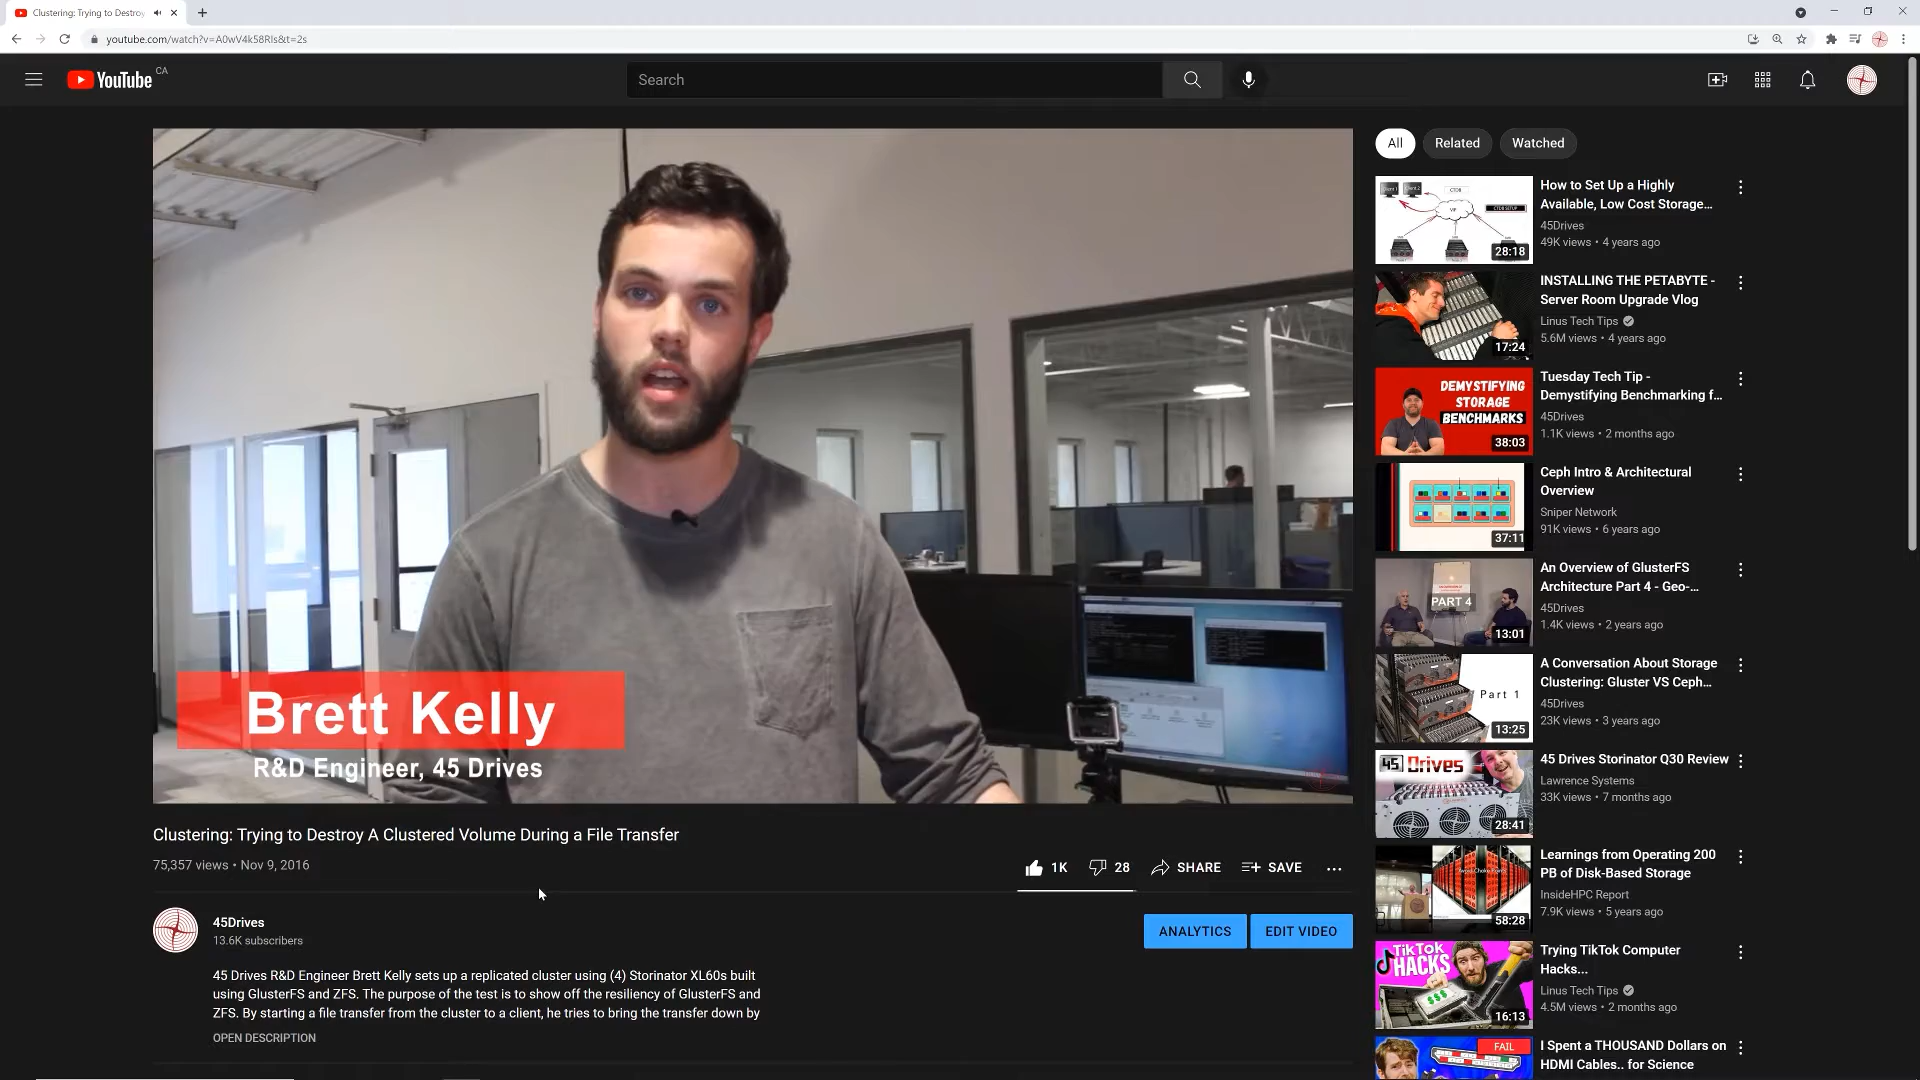 Clustering: Trying to Destroy
youtube.com/watch?v=A0wV4k58RIs&t=2s
YouTube CA
Search
All
Related
Watched
Brett Kelly
R&D Engineer, 45 Drives
Clustering: Trying to Destroy A Clustered Volume During a File Transfer
75,357 views • Nov 9, 2016
1K
28
SHARE
SAVE
45Drives
13.6K subscribers
ANALYTICS
EDIT VIDEO
45 Drives R&D Engineer Brett Kelly sets up a replicated cluster using (4) Storinator XL60s built
using GlusterFS and ZFS. The purpose of the test is to show off the resiliency of GlusterFS and
ZFS. By starting a file transfer from the cluster to a client, he tries to bring the transfer down by
OPEN DESCRIPTION
28:18
How to Set Up a Highly
Available, Low Cost Storage...
45Drives
49K views • 4 years ago
17:24
INSTALLING THE PETABYTE -
Server Room Upgrade Vlog
Linus Tech Tips
5.6M views • 4 years ago
DEMYSTIFYING
STORAGE
BENCHMARKS
38:03
Tuesday Tech Tip -
Demystifying Benchmarking f...
45Drives
1.1K views • 2 months ago
37:11
Ceph Intro & Architectural
Overview
Sniper Network
91K views • 6 years ago
PART 4
13:01
An Overview of GlusterFS
Architecture Part 4 - Geo-...
45Drives
1.4K views • 2 years ago
Part 1
13:25
A Conversation About Storage
Clustering: Gluster VS Ceph...
45Drives
23K views • 3 years ago
45 Drives
28:41
45 Drives Storinator Q30 Review
Lawrence Systems
33K views • 7 months ago
58:28
Learnings from Operating 200
PB of Disk-Based Storage
InsideHPC Report
7.9K views • 5 years ago
TikTok
HACKS
$$$
16:13
Trying TikTok Computer
Hacks...
Linus Tech Tips
4.5M views • 2 months ago
FAIL
I Spent a THOUSAND Dollars on
HDMI Cables.. for Science